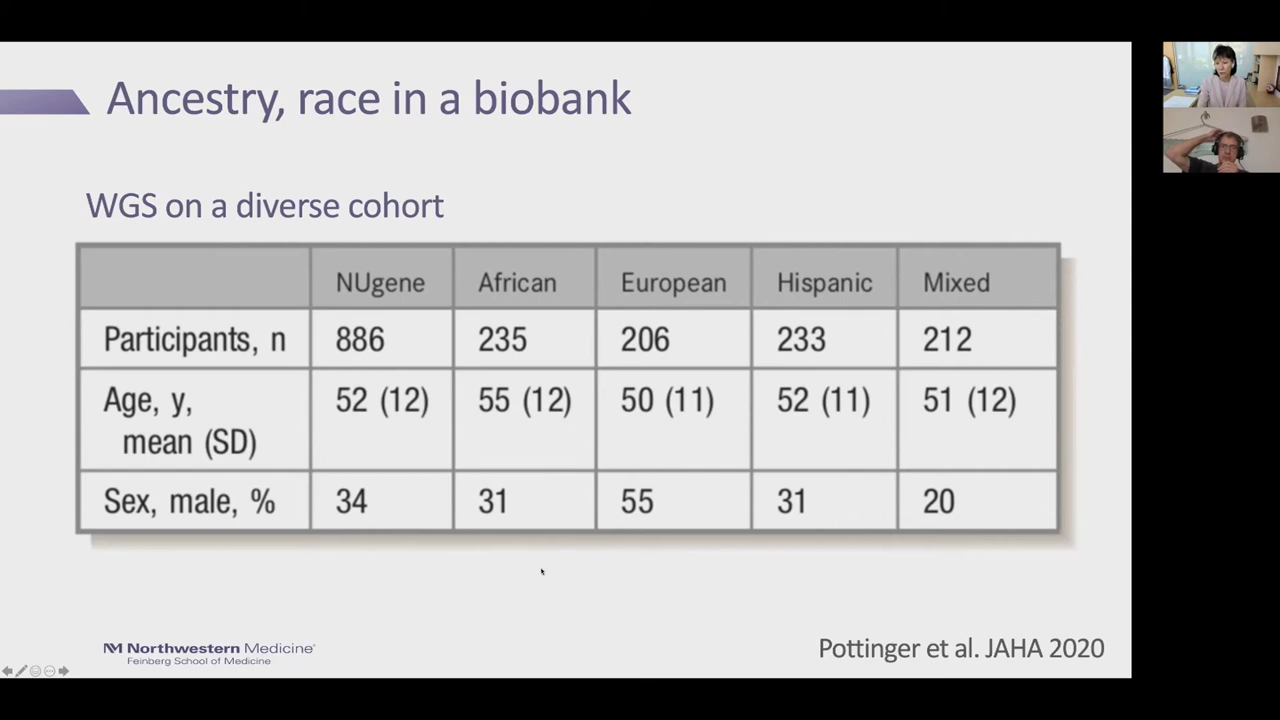 Ancestry, race in a biobank
WGS on a diverse cohort
NUgene African European Hispanic Mixed
Participants, n 886 235 206 233 212
Age, y, 52 (12) 55 (12) 50 (11) 52 (11) 51 (12)
mean (SD)
Sex, male, % 34 31 55 31 20
Northwestern Medicine®
Feinberg School of Medicine
Pottinger et al. JAHA 2020